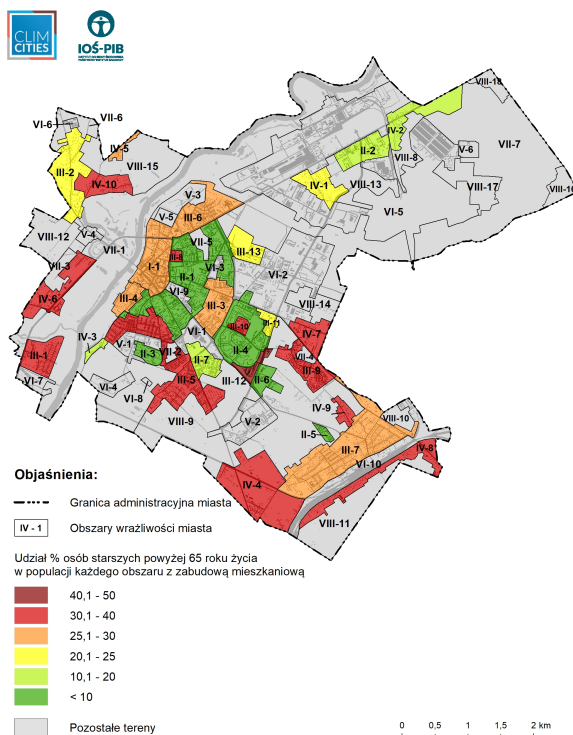 CLIM
CITIES
IOŚ-PIB
VIII-18
VI-6
VII-6
IV-5
IV-2
II-2
V-6
VII-7
VIII-8
III-2
VIII-15
IV-10
IV-1
VIII-13
VIII-17
V-3
VI-5
V-5
III-6
VIII-12
V-4
VII-1
VII-5
III-13
II-8
VII-3
I-1
II-1
VI-3
VI-2
VI-9
IV-6
III-4
III-3
VIII-14
III-10
III-11
VI-1
IV-7
IV-3
V-1
II-4
III-1
II-3
VII-2
II-7
VII-4
III-9
VI-7
III-5
III-12
II-6
VI-4
VI-8
IV-9
VIII-10
VIII-9
V-2
II-5
III-7
VI-10
IV-8
IV-4
VIII-11
Objaśnienia:
Granica administracyjna miasta
IV - 1 Obszary wrażliwości miasta
Udział % osób starszych powyżej 65 roku życia
w populacji każdego obszaru z zabudową mieszkaniową
40,1 - 50
30,1 - 40
25,1 - 30
20,1 - 25
10,1 - 20
< 10
Pozostałe tereny
0 0,5 1 1,5 2 km